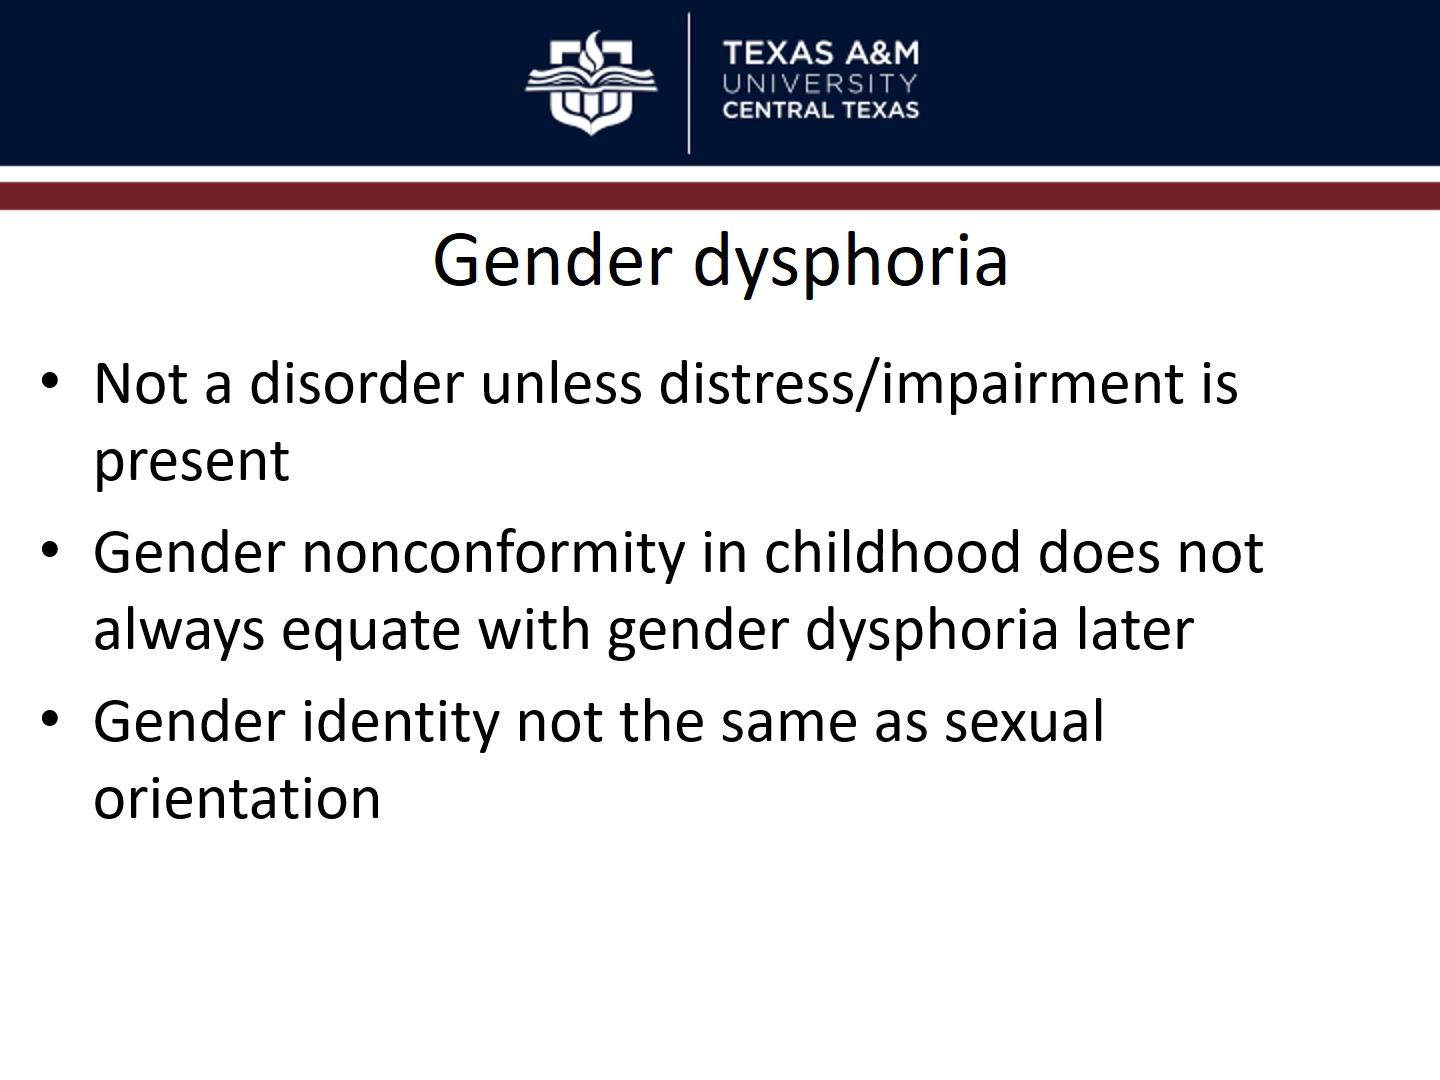 TEXAS A&M
UNIVERSITY
CENTRAL TEXAS
Gender dysphoria
• Not a disorder unless distress/impairment is
present
• Gender nonconformity in childhood does not
always equate with gender dysphoria later
• Gender identity not the same as sexual
orientation